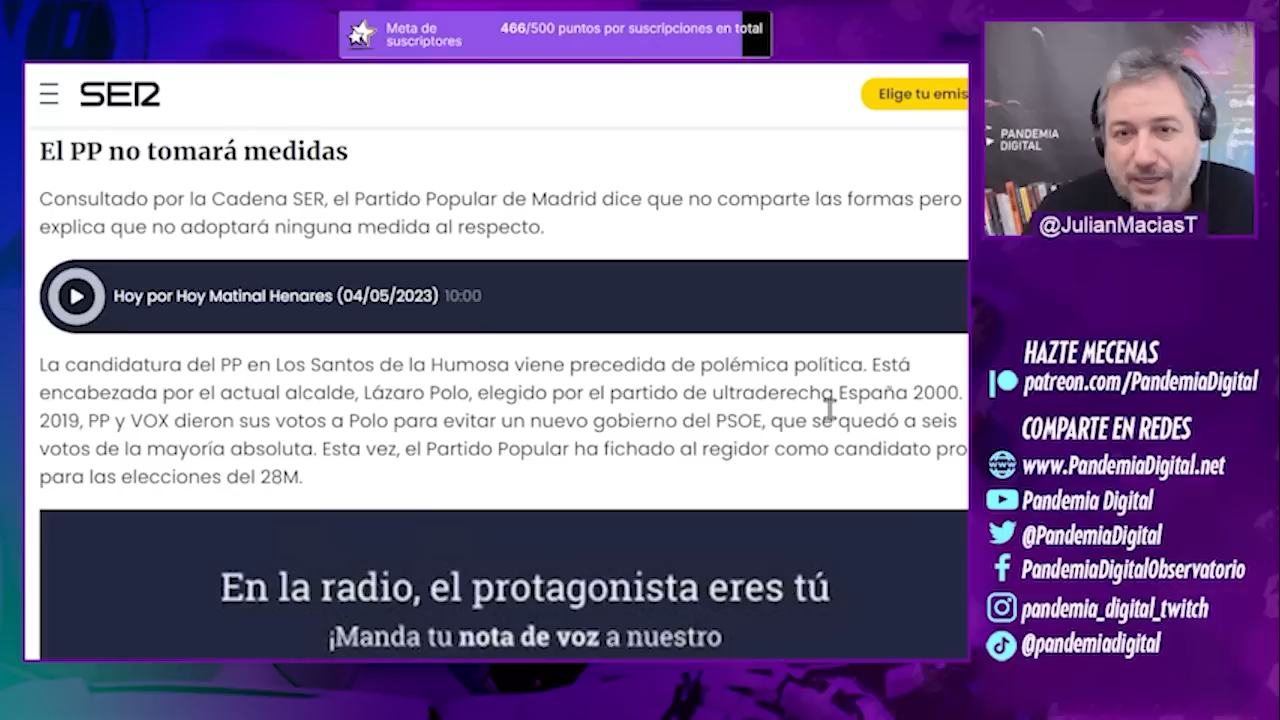 Meta de
suscriptores
466/500 puntos por suscripciones en total
SER
Elige tu emis
El PP no tomará medidas
Consultado por la Cadena SER, el Partido Popular de Madrid dice que no comparte las formas pero
explica que no adoptará ninguna medida al respecto.
Hoy por Hoy Matinal Henares (04/05/2023) 10:00
La candidatura del PP en Los Santos de la Humosa viene precedida de polémica política. Está
encabezada por el actual alcalde, Lázaro Polo, elegido por el partido de ultraderecha España 2000.
2019, PP y VOX dieron sus votos a Polo para evitar un nuevo gobierno del PSOE, que se quedó a seis
votos de la mayoría absoluta. Esta vez, el Partido Popular ha fichado al regidor como candidato pro
para las elecciones del 28M.
En la radio, el protagonista eres tú
¡Manda tu nota de voz a nuestro
PANDEMIA
DIGITAL
@JulianMaciasT
HAZTE MECENAS
patreon.com/PandemiaDigital
COMPARTE EN REDES
www.PandemiaDigital.net
Pandemia Digital
@PandemiaDigital
PandemiaDigitalObservatorio
pandemia_digital_twitch
@pandemiadigital